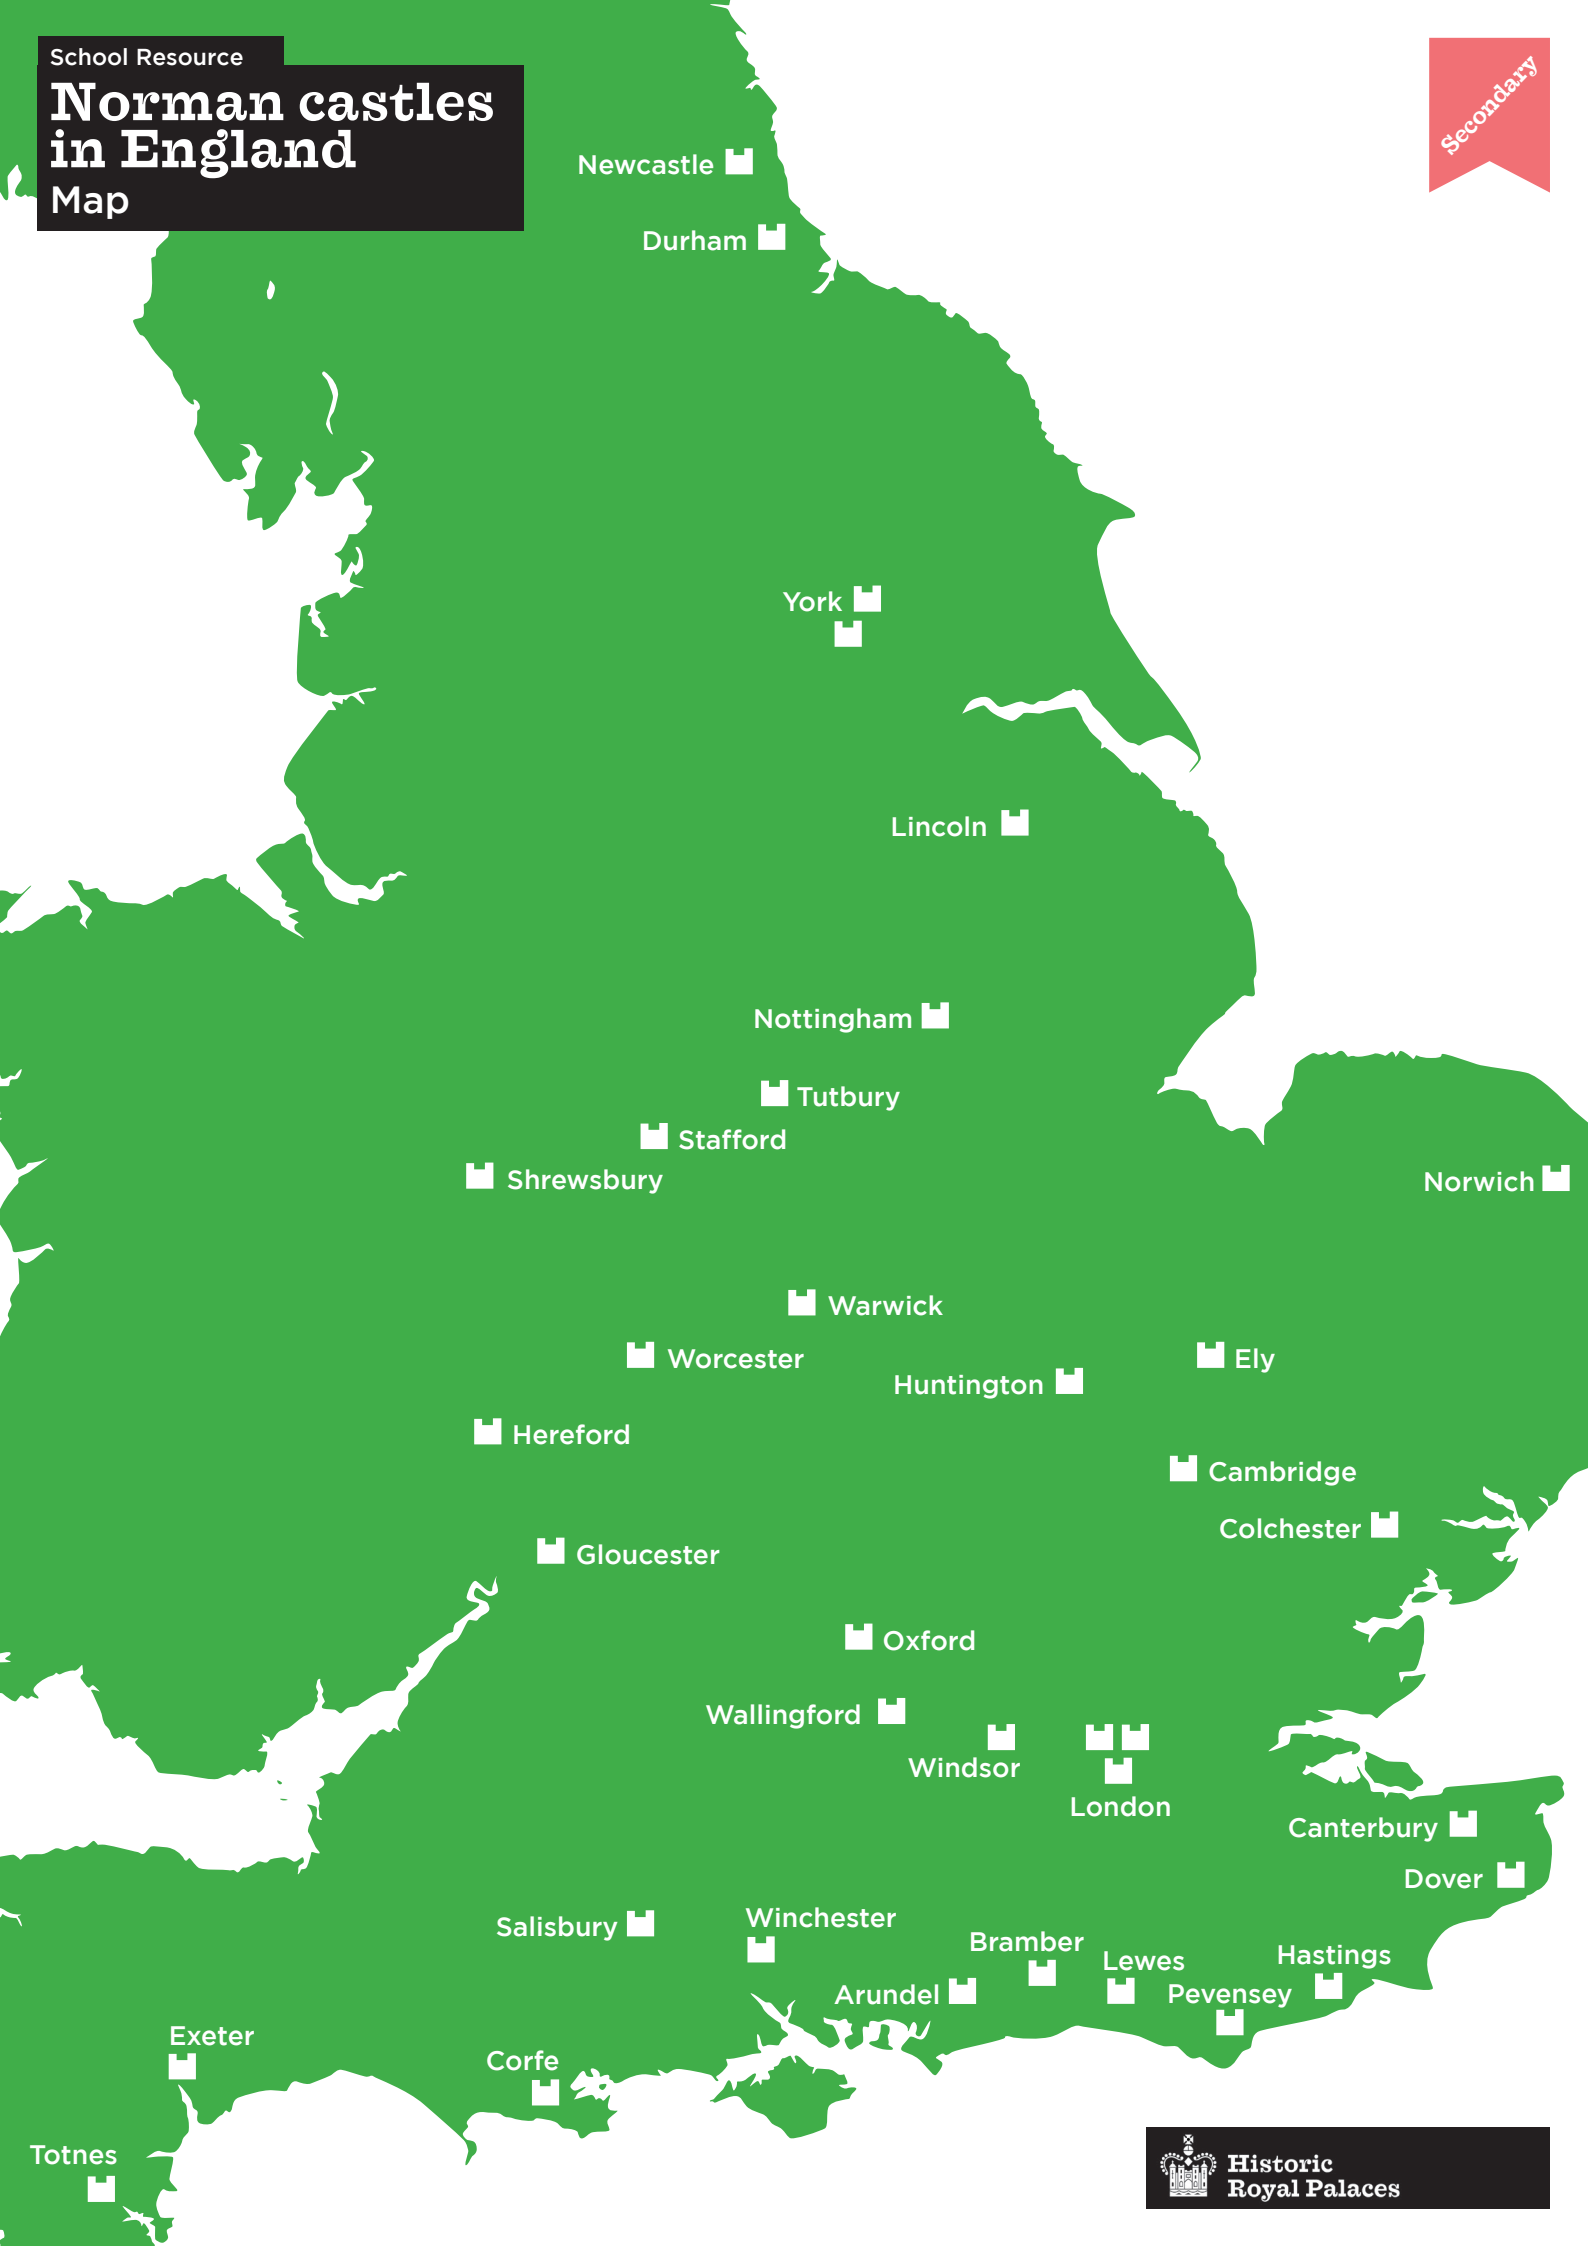 School Resource
Norman castles
in England
Map
Secondary
Newcastle
Durham
York
Lincoln
Nottingham
Tutbury
Stafford
Shrewsbury
Norwich
Warwick
Worcester
Ely
Huntington
Hereford
Cambridge
Colchester
Gloucester
Oxford
Wallingford
Windsor
London
Canterbury
Dover
Salisbury
Winchester
Bramber
Lewes
Hastings
Arundel
Pevensey
Exeter
Corfe
Totnes
Historic
Royal Palaces